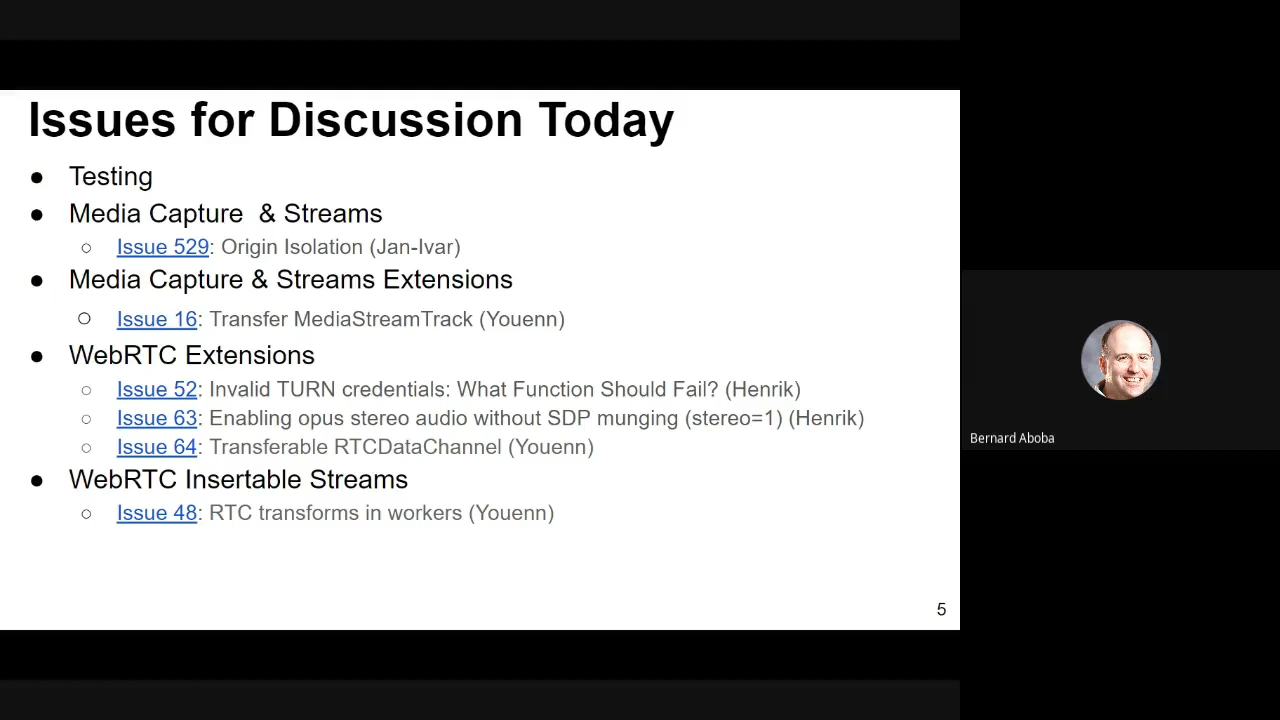 Issues for Discussion Today
● Testing
● Media Capture  & Streams
○ Issue 529: Origin Isolation (Jan-Ivar)
● Media Capture & Streams Extensions
○ Issue 16: Transfer MediaStreamTrack (Youenn)
● WebRTC Extensions
○ Issue 52: Invalid TURN credentials: What Function Should Fail? (Henrik)
○ Issue 63: Enabling opus stereo audio without SDP munging (stereo=1) (Henrik)
○ Issue 64: Transferable RTCDataChannel (Youenn)
● WebRTC Insertable Streams
○ Issue 48: RTC transforms in workers (Youenn)
5
Bernard Aboba